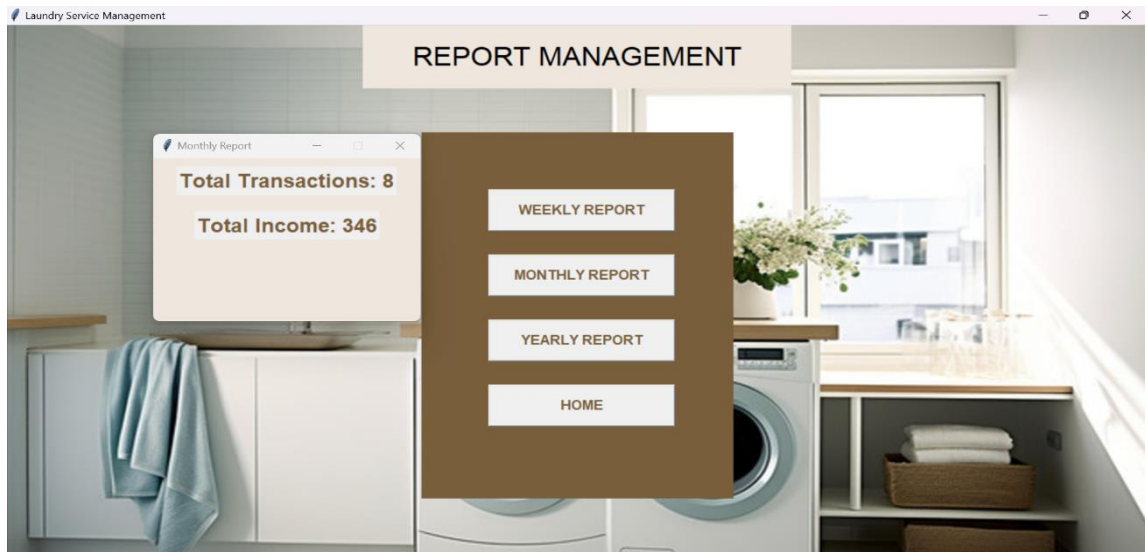 Laundry Service Management
REPORT MANAGEMENT
Monthly Report
Total Transactions: 8
Total Income: 346
WEEKLY REPORT
MONTHLY REPORT
YEARLY REPORT
HOME